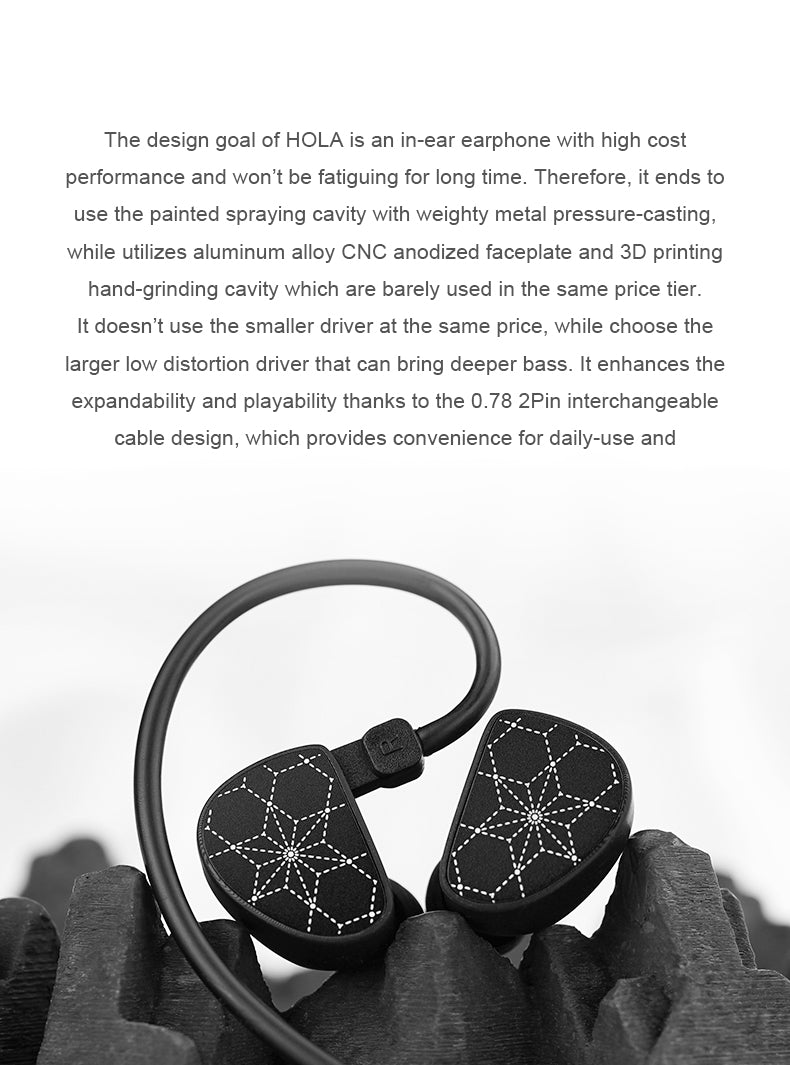 The design goal of HOLA is an in-ear earphone with high cost
performance and won’t be fatiguing for long time. Therefore, it ends to
use the painted spraying cavity with weighty metal pressure-casting,
while utilizes aluminum alloy CNC anodized faceplate and 3D printing
hand-grinding cavity which are barely used in the same price tier.
It doesn’t use the smaller driver at the same price, while choose the
larger low distortion driver that can bring deeper bass. It enhances the
expandability and playability thanks to the 0.78 2Pin interchangeable
cable design, which provides convenience for daily-use and
R